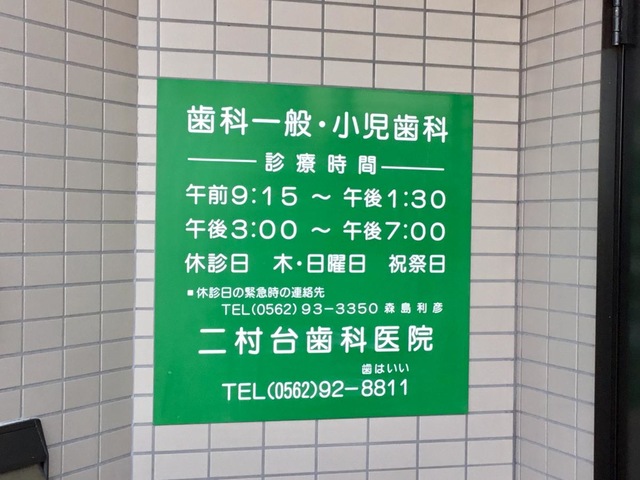 歯科一般・小児歯科
診療時間
午前9:15 ～ 午後1:30
午後3:00 ～ 午後7:00
休診日 木・日曜日 祝祭日
■休診日の緊急時の連絡先
TEL(0562)93-3350 森島利彦
二村台歯科医院
歯はいい
TEL(0562)92-8811